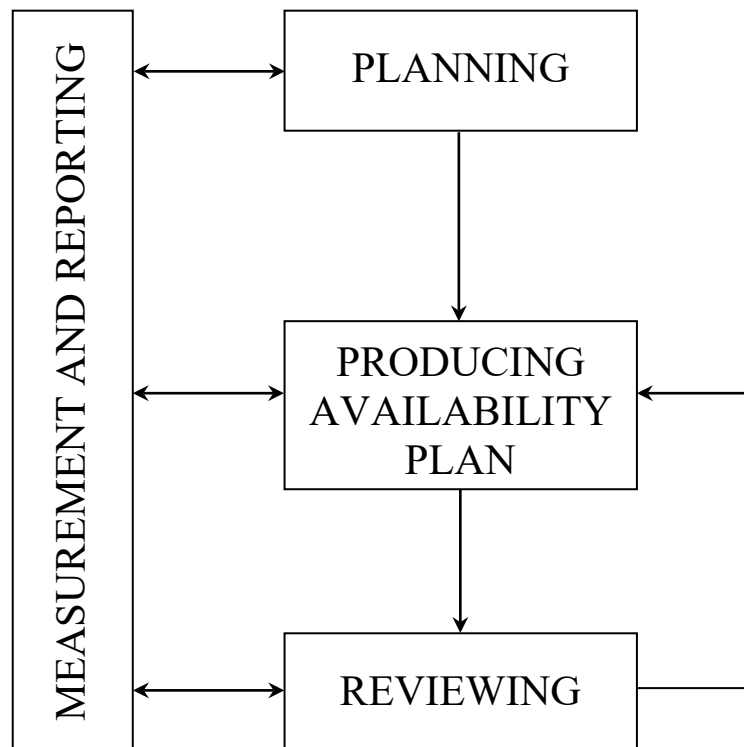 MEASUREMENT AND REPORTING
PLANNING
PRODUCING
AVAILABILITY
PLAN
REVIEWING